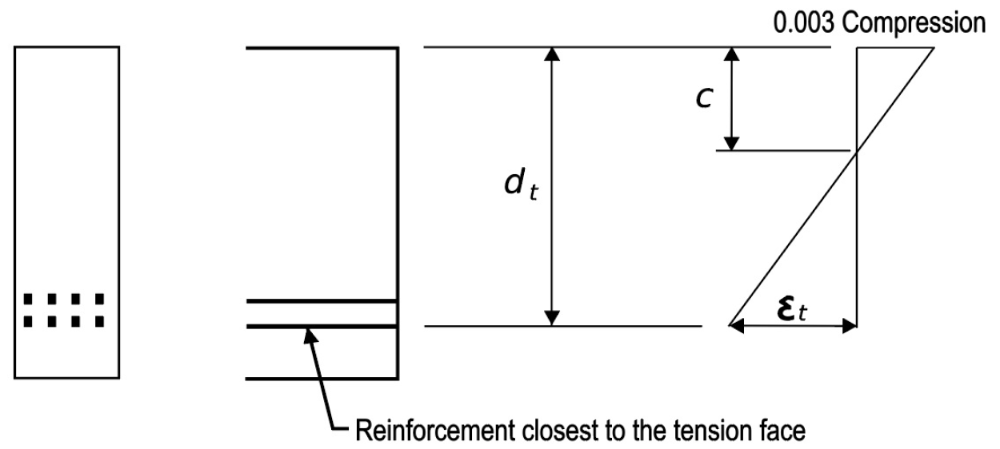 0.003 Compression
c
d t
ε t
Reinforcement closest to the tension face